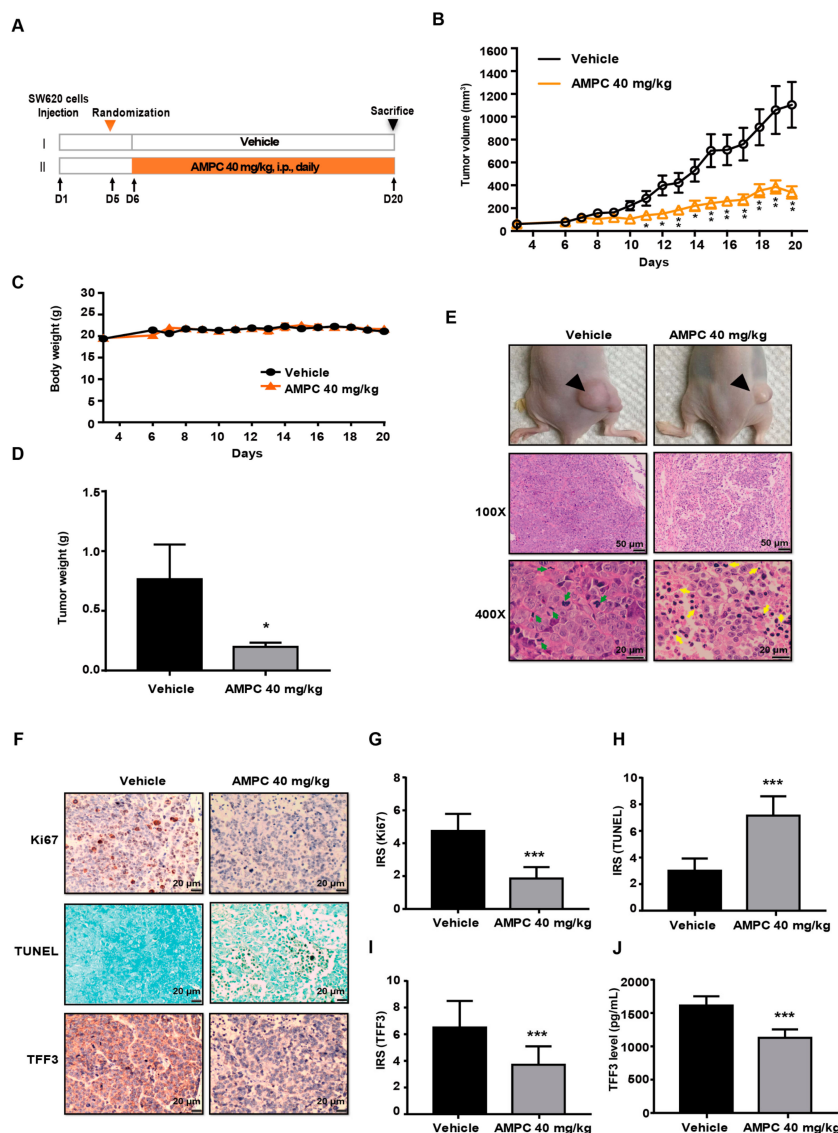 A
SW620 cells
Injection
Randomization
Sacrifice
I
Vehicle
II
AMPC 40 mg/kg, i.p., daily
D1
D5
D6
D20
B
Tumor volume (mm³)
1600
1400
1200
1000
800
600
400
200
0
Vehicle
AMPC 40 mg/kg
* * * * * * * * * *
* * * * * * *
4 6 8 10 12 14 16 18 20
Days
C
Body weight (g)
30
25
20
15
10
5
0
Vehicle
AMPC 40 mg/kg
4 6 8 10 12 14 16 18 20
Days
D
Tumor weight (g)
1.5
1.0
0.5
0.0
*
Vehicle
AMPC 40 mg/kg
E
Vehicle
AMPC 40 mg/kg
100X
50 µm
50 µm
400X
20 µm
20 µm
F
Vehicle
AMPC 40 mg/kg
Ki67
20 µm
20 µm
TUNEL
20 µm
20 µm
TFF3
20 µm
20 µm
G
IRS (Ki67)
8
6
4
2
0
***
Vehicle
AMPC 40 mg/kg
H
IRS (TUNEL)
10
8
6
4
2
0
***
Vehicle
AMPC 40 mg/kg
I
IRS (TFF3)
10
8
6
4
2
0
***
Vehicle
AMPC 40 mg/kg
J
TFF3 level (pg/mL)
2000
1500
1000
500
0
***
Vehicle
AMPC 40 mg/kg